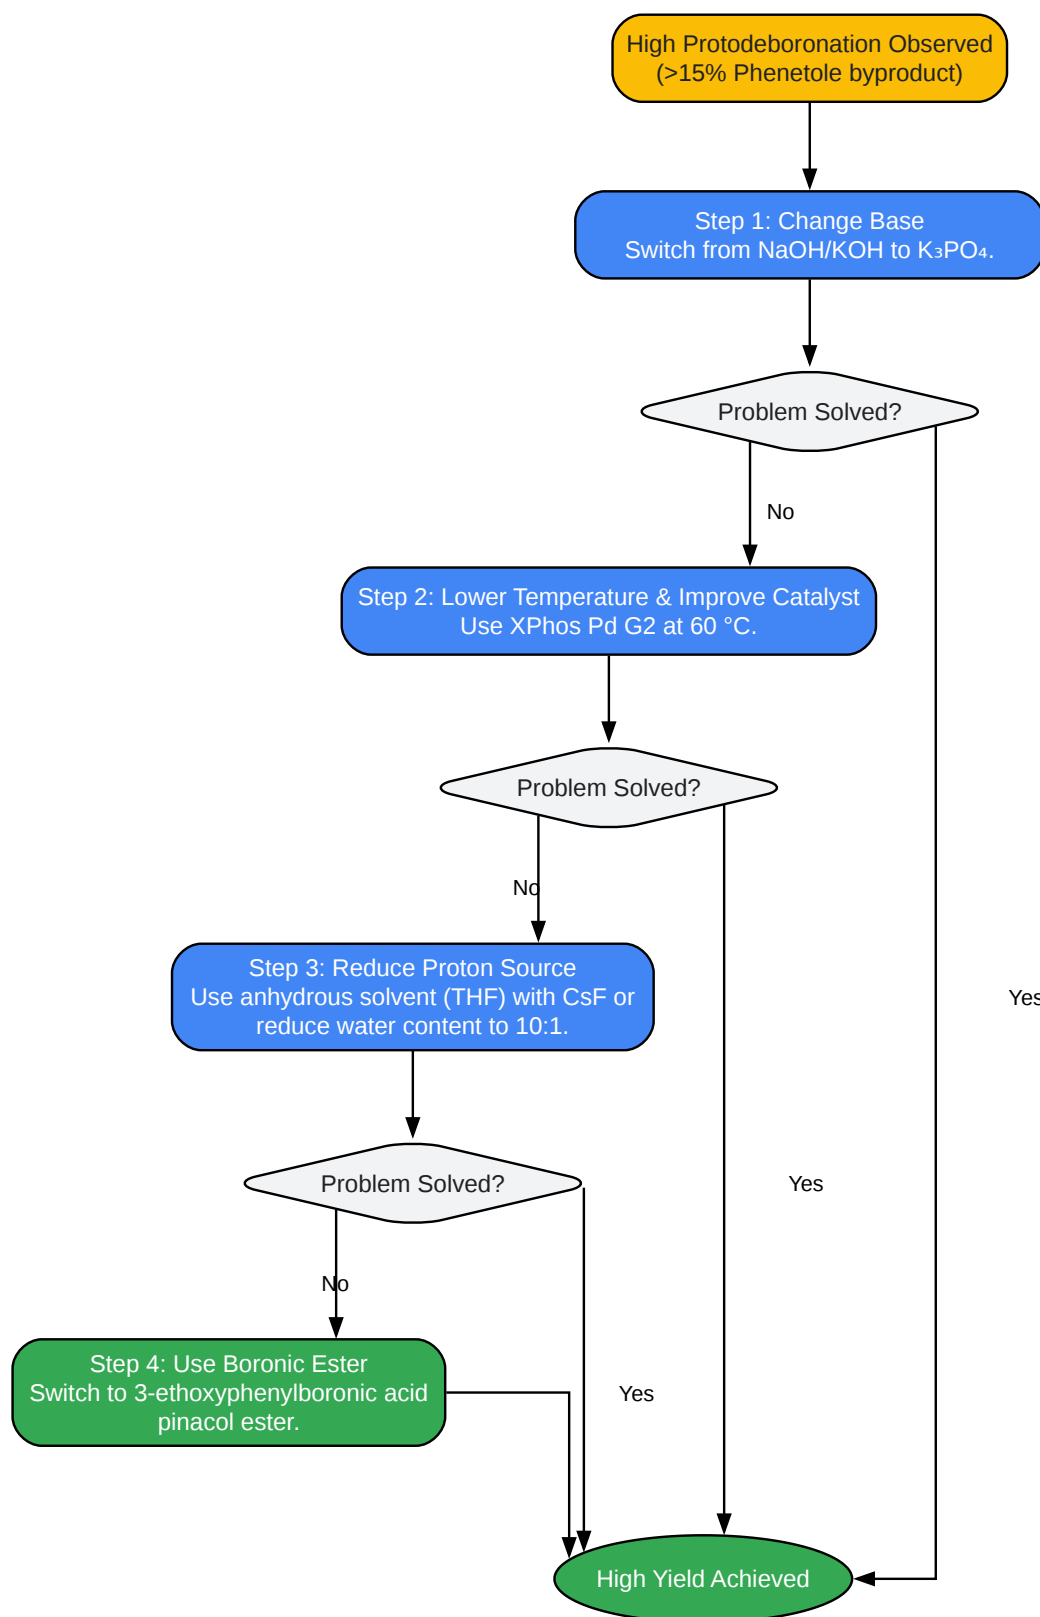 High Protodeboronation Observed
(>15% Phenetole byproduct)
Step 1: Change Base
Switch from NaOH/KOH to K₃PO₄.
Problem Solved?
No
Step 2: Lower Temperature & Improve Catalyst
Use XPhos Pd G2 at 60 °C.
Problem Solved?
No
Step 3: Reduce Proton Source
Use anhydrous solvent (THF) with CsF or
reduce water content to 10:1.
Yes
Problem Solved?
Yes
No
Step 4: Use Boronic Ester
Switch to 3-ethoxyphenylboronic acid
pinacol ester.
Yes
High Yield Achieved